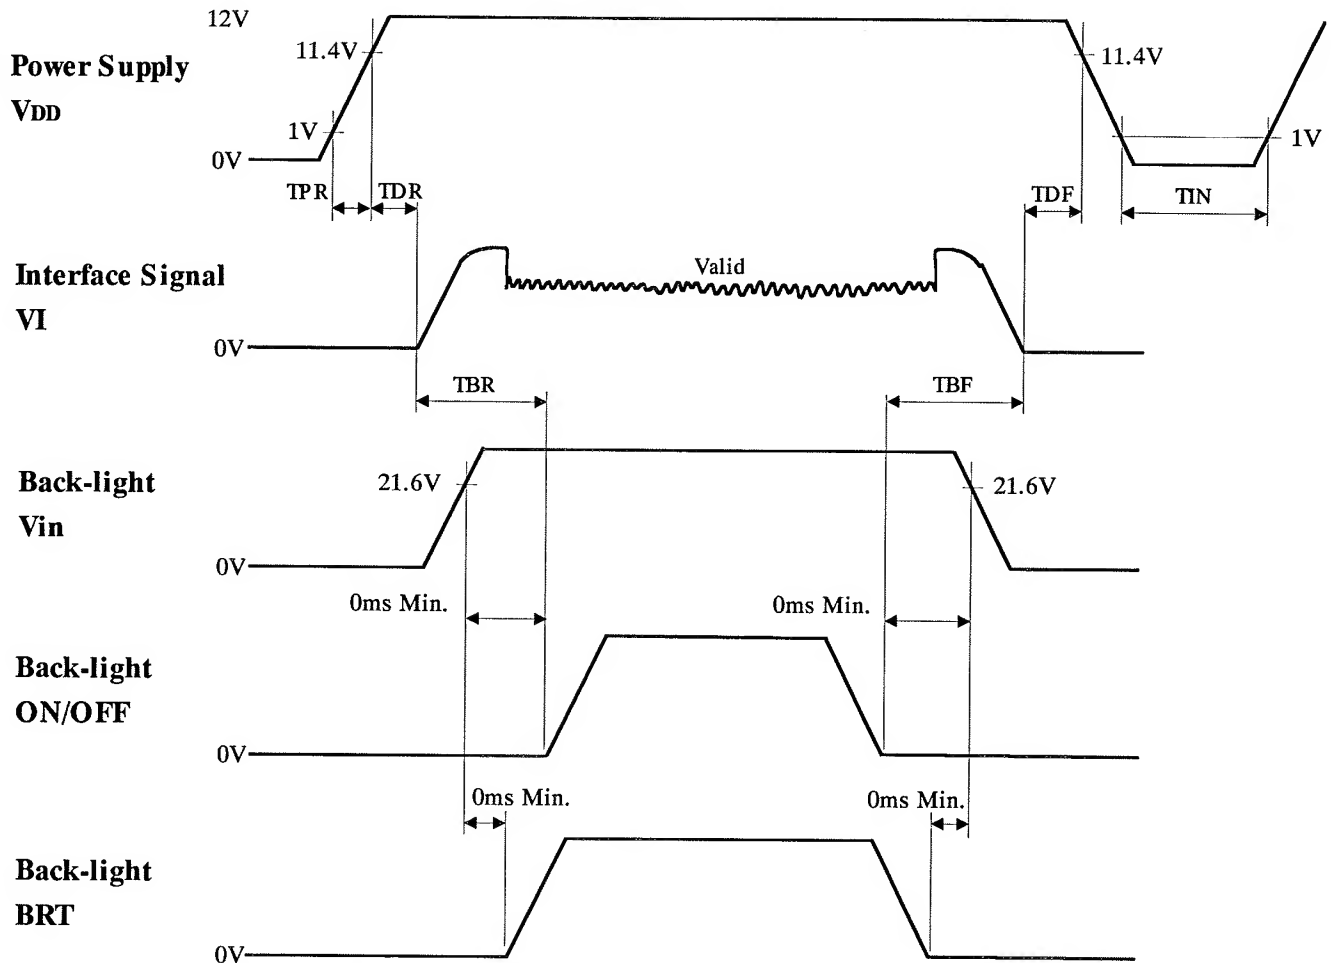 12V
11.4V
Power Supply
VDD
1V
0V
11.4V
1V
TPR
TDR
TDF
TIN
Interface Signal
VI
Valid
0V
TBR
TBF
Back-light
Vin
21.6V
21.6V
0V
0ms Min.
0ms Min.
Back-light
ON/OFF
0V
0ms Min.
0ms Min.
Back-light
BRT
0V